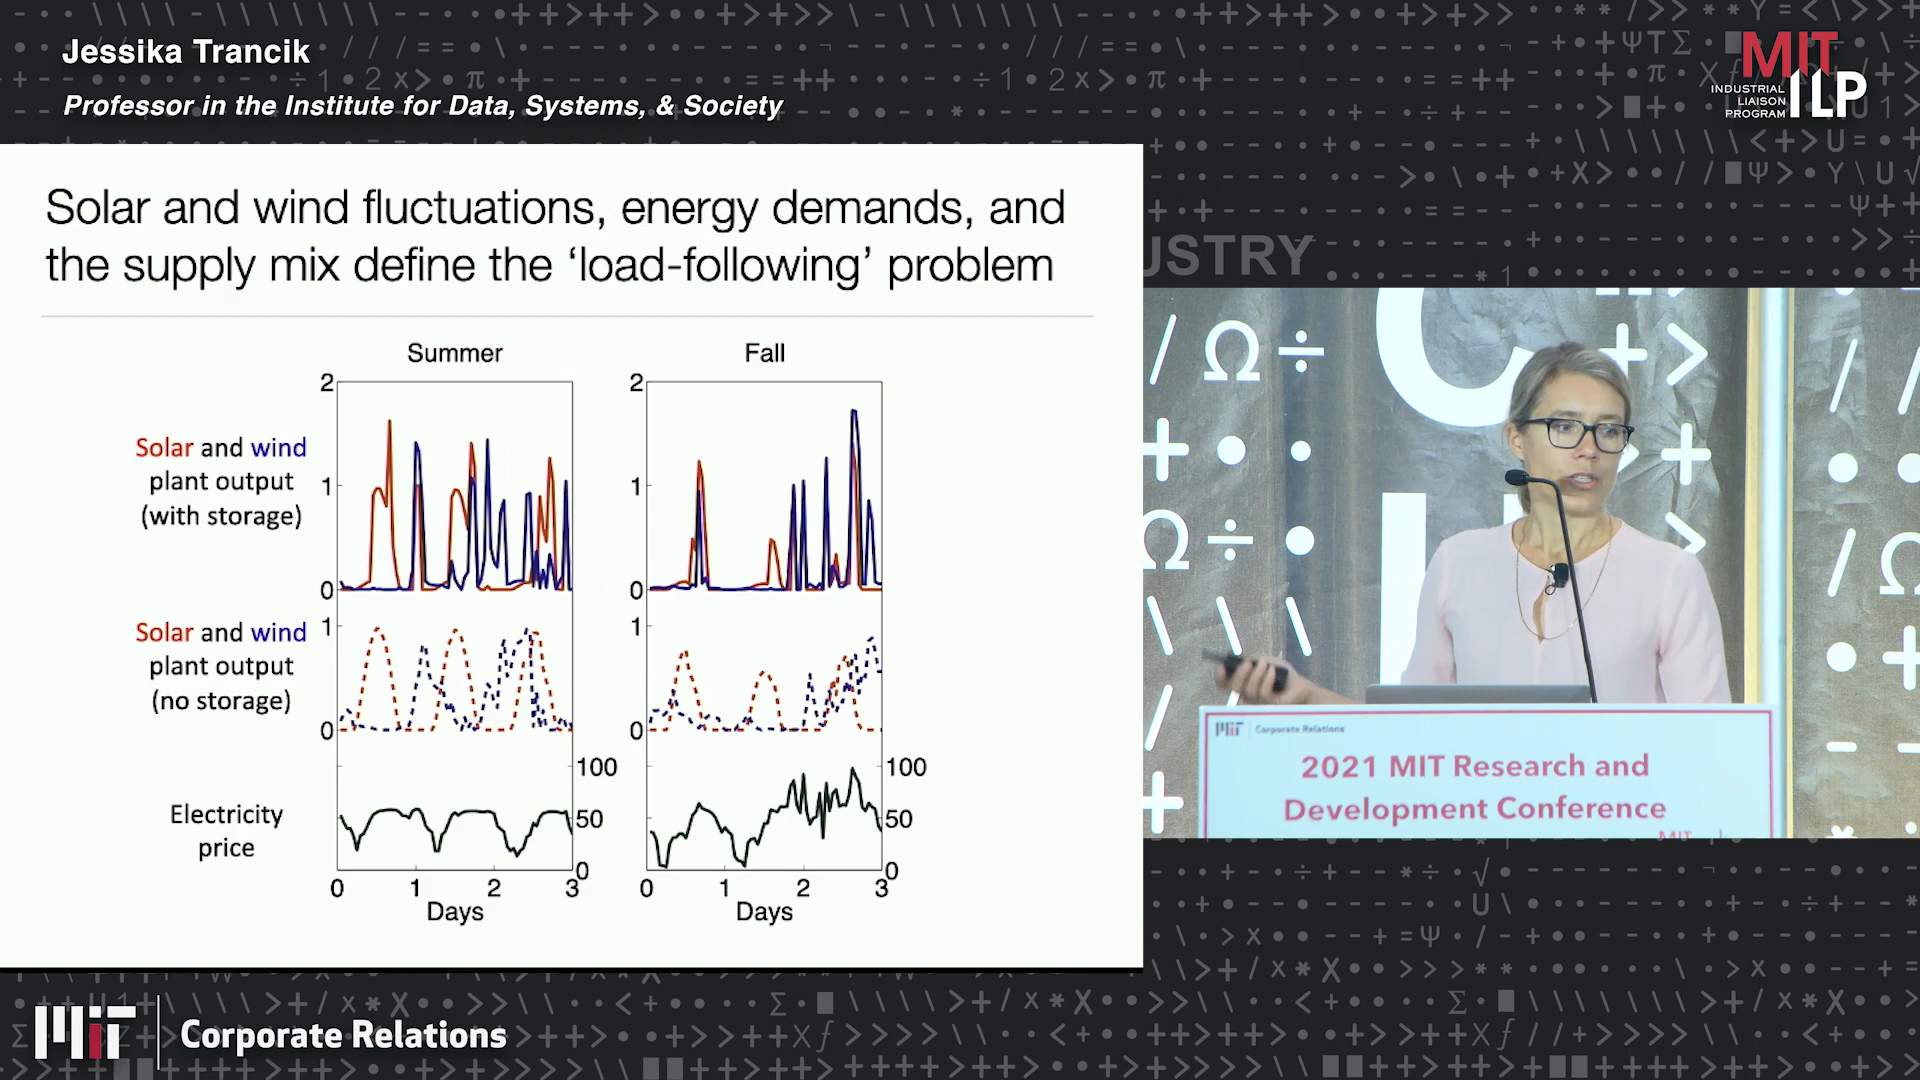 Jessika Trancik
Professor in the Institute for Data, Systems, & Society
MIT
INDUSTRIAL
LIAISON
PROGRAM
ILP
USTRY
Solar and wind fluctuations, energy demands, and
the supply mix define the ‘load-following’ problem
Summer
Fall
Solar and wind
plant output
(with storage)
2
1
0
2
1
0
Solar and wind
plant output
(no storage)
1
0
1
0
Electricity
price
100
50
0
100
50
0
0 1 2 3
0 1 2 3
Days
Days
MIT Corporate Relations
2021 MIT Research and
Development Conference
MIT Corporate Relations